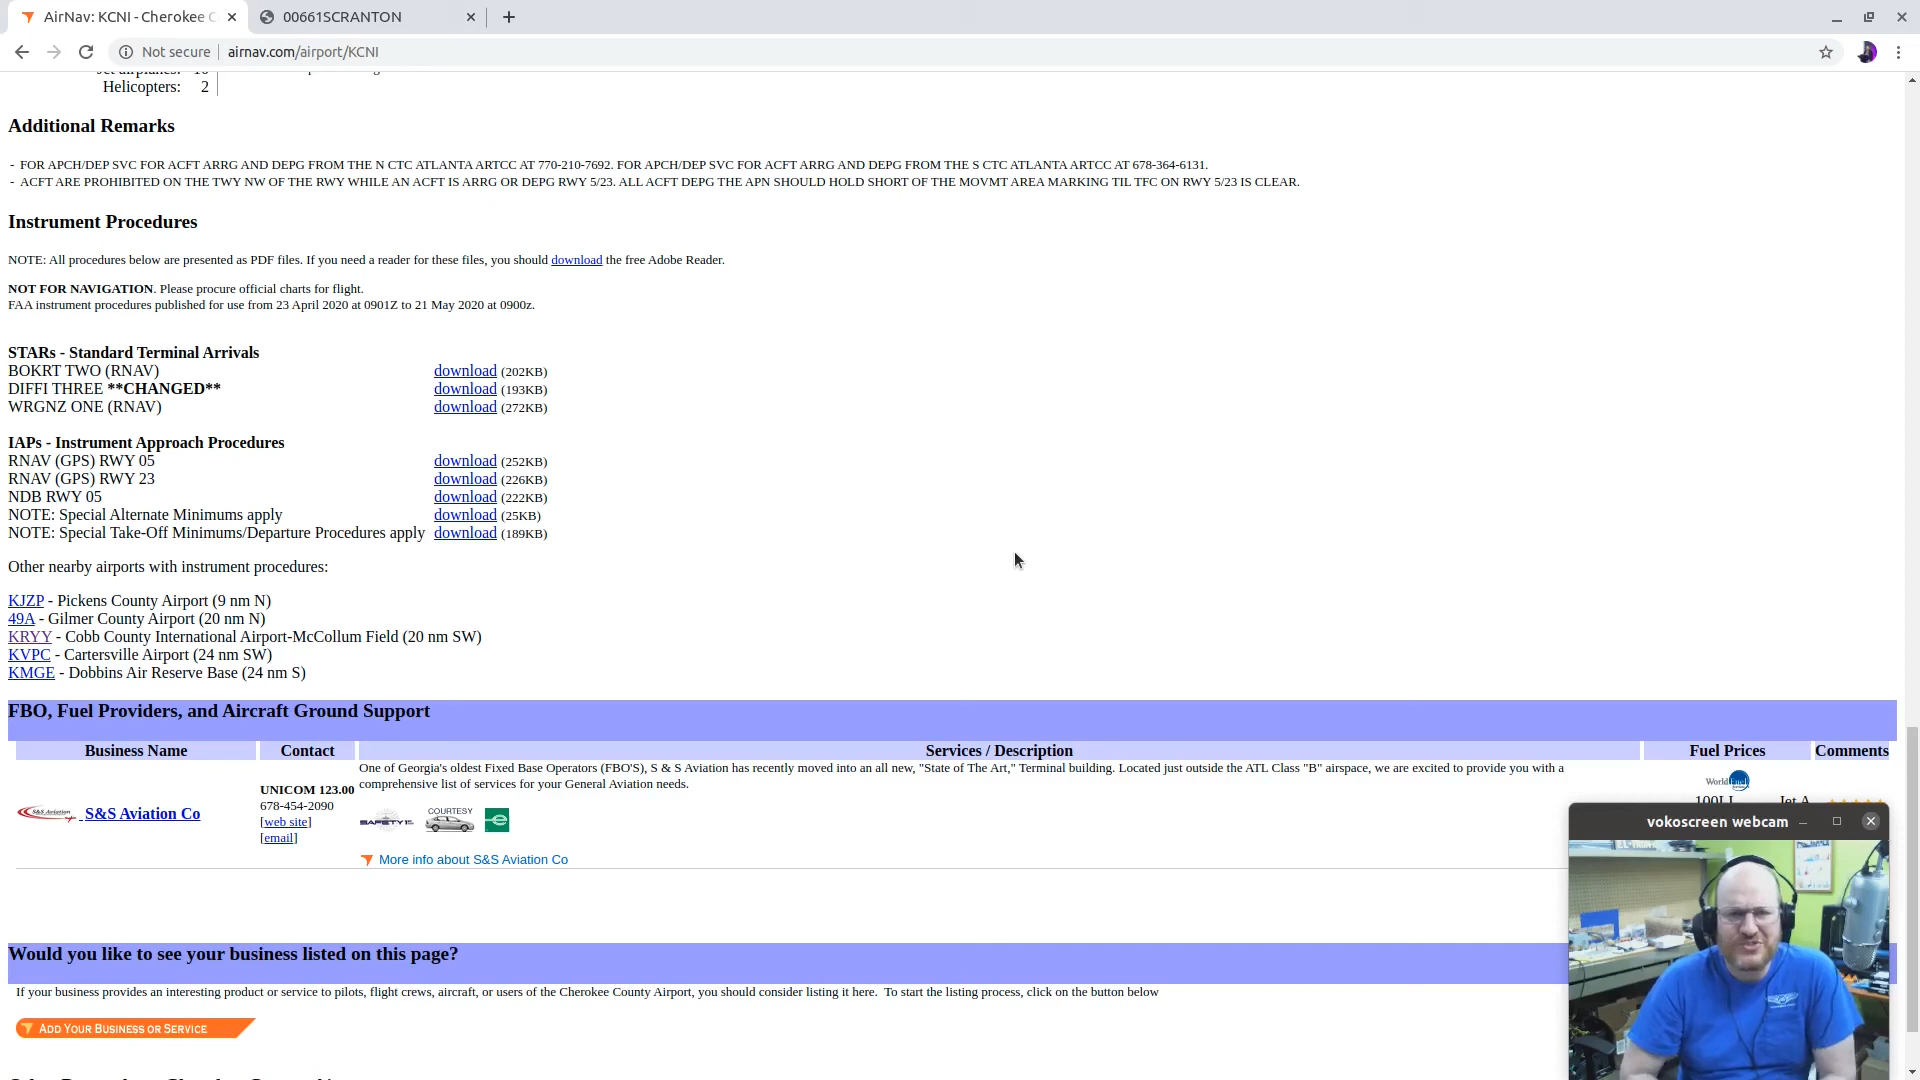 AirNav: KCNI - Cherokee C
00661SCRANTON
Not secure
airnav.com/airport/KCNI
Jet airplanes: 10
Helicopters: 2
Additional Remarks
- FOR APCH/DEP SVC FOR ACFT ARRG AND DEPG FROM THE N CTC ATLANTA ARTCC AT 770-210-7692. FOR APCH/DEP SVC FOR ACFT ARRG AND DEPG FROM THE S CTC ATLANTA ARTCC AT 678-364-6131.
- ACFT ARE PROHIBITED ON THE TWY NW OF THE RWY WHILE AN ACFT IS ARRG OR DEPG RWY 5/23. ALL ACFT DEPG THE APN SHOULD HOLD SHORT OF THE MOVMT AREA MARKING TIL TFC ON RWY 5/23 IS CLEAR.
Instrument Procedures
NOTE: All procedures below are presented as PDF files. If you need a reader for these files, you should download the free Adobe Reader.
NOT FOR NAVIGATION. Please procure official charts for flight.
FAA instrument procedures published for use from 23 April 2020 at 0901Z to 21 May 2020 at 0900z.
STARs - Standard Terminal Arrivals
BOKRT TWO (RNAV) download (202KB)
DIFFI THREE **CHANGED** download (193KB)
WRGNZ ONE (RNAV) download (272KB)
IAPs - Instrument Approach Procedures
RNAV (GPS) RWY 05 download (252KB)
RNAV (GPS) RWY 23 download (226KB)
NDB RWY 05 download (222KB)
NOTE: Special Alternate Minimums apply download (25KB)
NOTE: Special Take-Off Minimums/Departure Procedures apply download (189KB)
Other nearby airports with instrument procedures:
KJZP - Pickens County Airport (9 nm N)
49A - Gilmer County Airport (20 nm N)
KRYY - Cobb County International Airport-McCollum Field (20 nm SW)
KVPC - Cartersville Airport (24 nm SW)
KMGE - Dobbins Air Reserve Base (24 nm S)
FBO, Fuel Providers, and Aircraft Ground Support
Business Name Contact Services / Description Fuel Prices Comments
S&S Aviation S&S Aviation Co
UNICOM 123.00
678-454-2090
[web site]
[email]
One of Georgia's oldest Fixed Base Operators (FBO'S), S & S Aviation has recently moved into an all new, "State of The Art," Terminal building. Located just outside the ATL Class "B" airspace, we are excited to provide you with a
comprehensive list of services for your General Aviation needs.
SAFETY1st COURTESY e
More info about S&S Aviation Co
World Fuel
100LL Jet A
vokoscreen webcam
Would you like to see your business listed on this page?
If your business provides an interesting product or service to pilots, flight crews, aircraft, or users of the Cherokee County Airport, you should consider listing it here. To start the listing process, click on the button below
ADD YOUR BUSINESS OR SERVICE